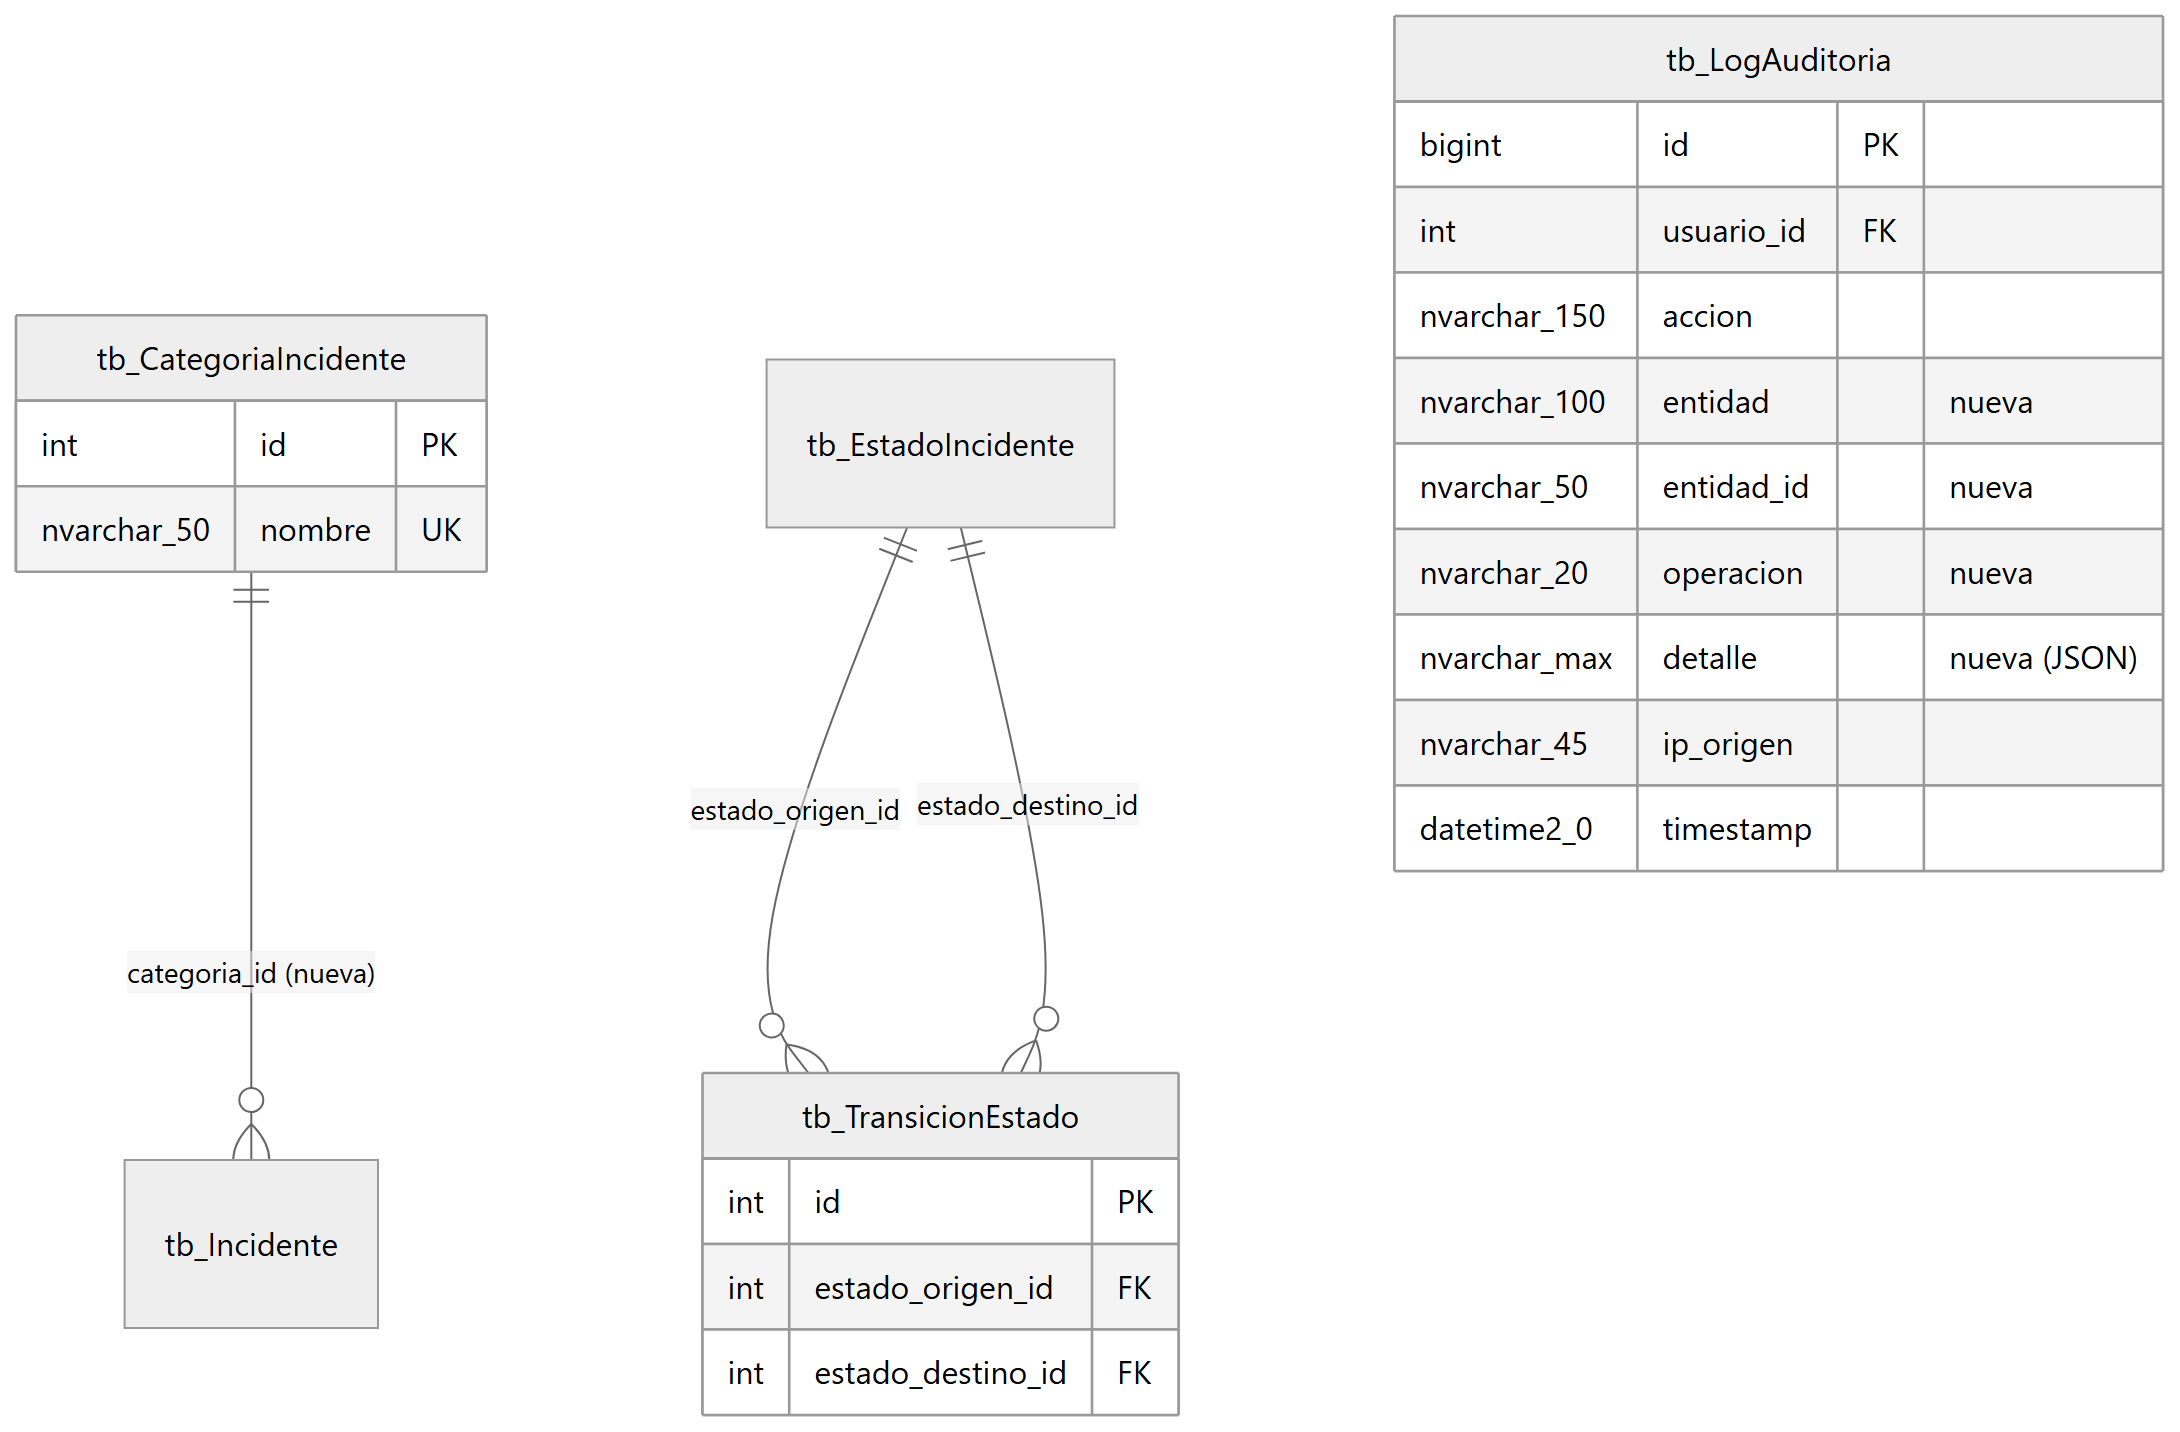 tb_CategoriaIncidente
int id PK
nvarchar_50 nombre UK
categoria_id (nueva)
tb_Incidente
tb_EstadoIncidente
estado_origen_id
estado_destino_id
tb_TransicionEstado
int id PK
int estado_origen_id FK
int estado_destino_id FK
tb_LogAuditoria
bigint id PK
int usuario_id FK
nvarchar_150 accion
nvarchar_100 entidad nueva
nvarchar_50 entidad_id nueva
nvarchar_20 operacion nueva
nvarchar_max detalle nueva (JSON)
nvarchar_45 ip_origen
datetime2_0 timestamp